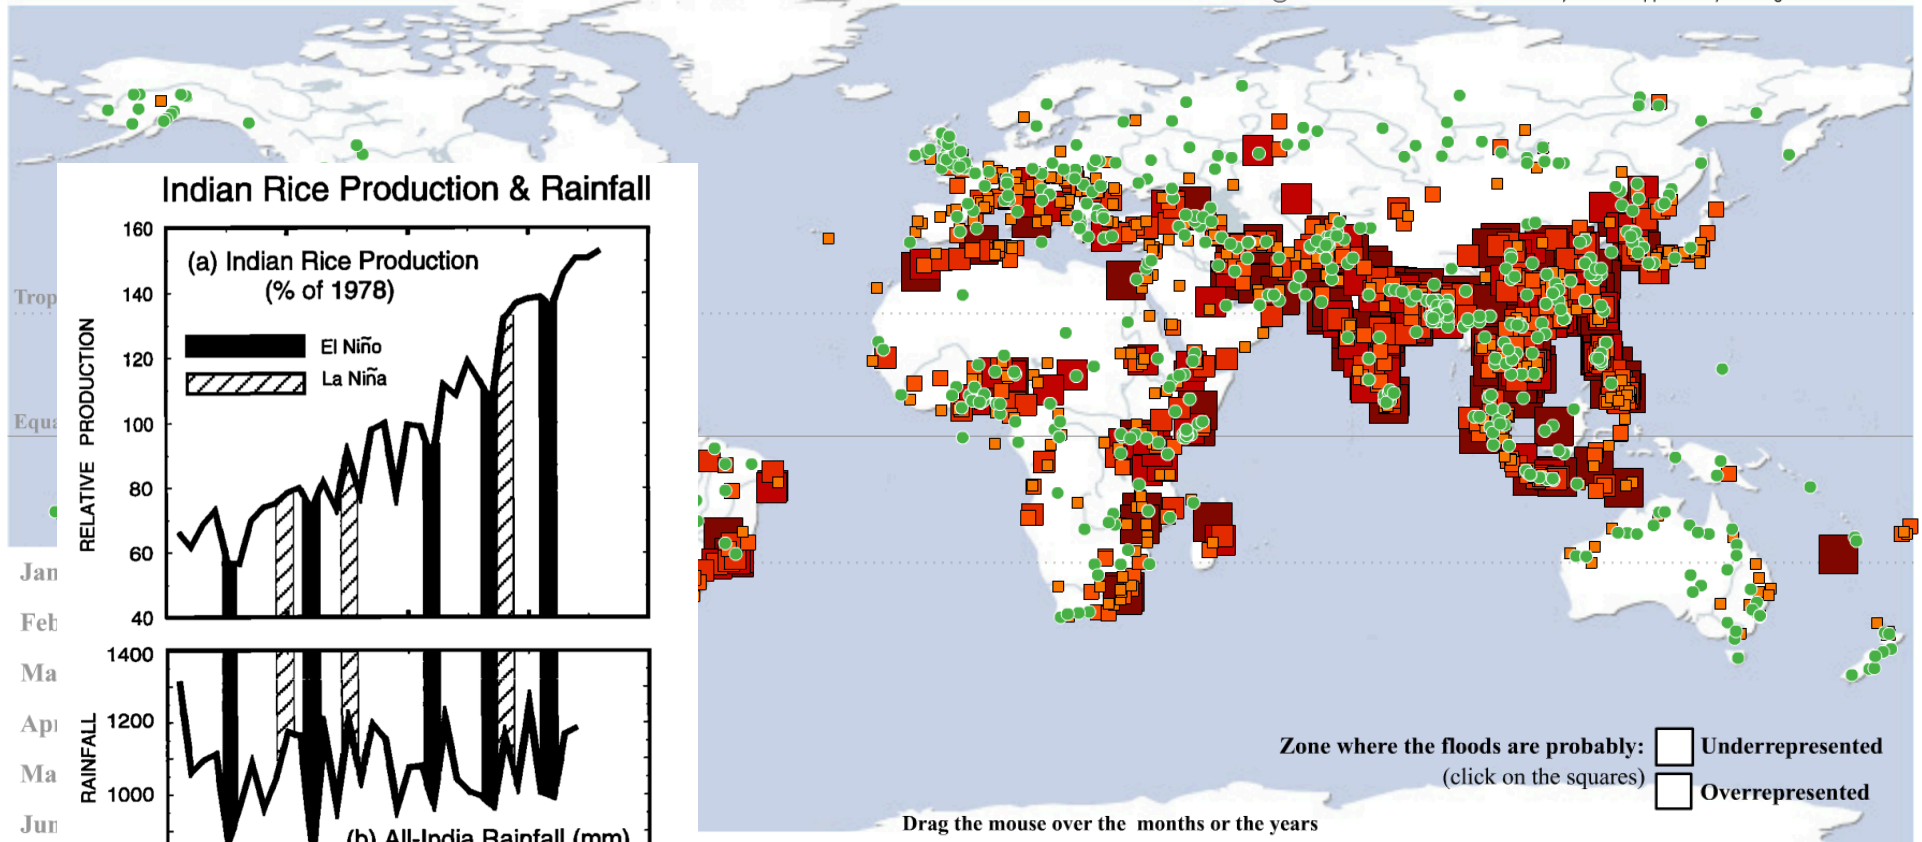 Indian Rice Production & Rainfall
160
(a) Indian Rice Production
(% of 1978)
140
El Niño
120
La Niña
100
80
60
40
RELATIVE PRODUCTION
1400
1200
1000
RAINFALL
(b) All-India Rainfall (mm)
Trop
Equa
Jan
Feb
Ma
Apr
Ma
Jun
Zone where the floods are probably:
(click on the squares)
Underrepresented
Overrepresented
Drag the mouse over the months or the years